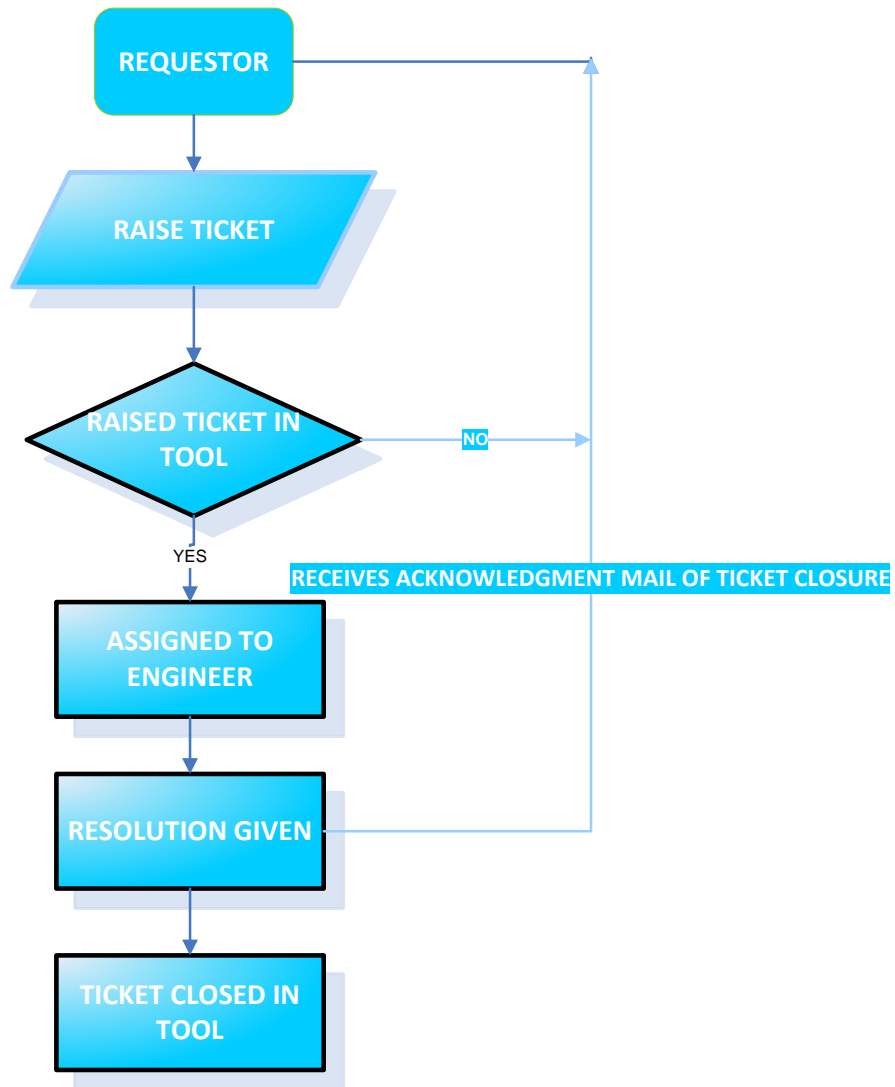 REQUESTOR
RAISE TICKET
RAISED TICKET IN
TOOL
NO
YES
RECEIVES ACKNOWLEDGMENT MAIL OF TICKET CLOSURE
ASSIGNED TO
ENGINEER
RESOLUTION GIVEN
TICKET CLOSED IN
TOOL